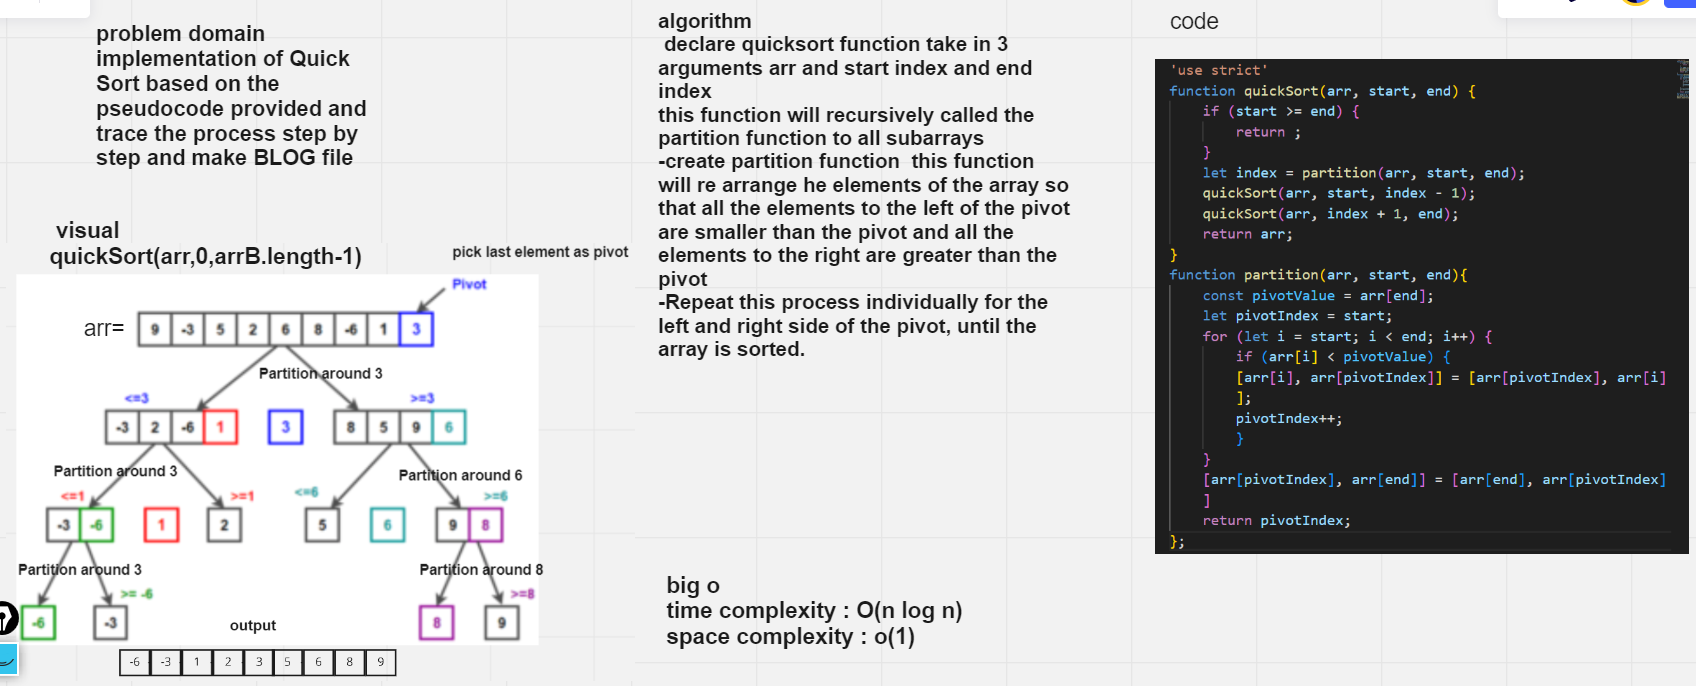 problem domain
implementation of Quick
Sort based on the
pseudocode provided and
trace the process step by
step and make BLOG file
visual
quickSort(arr,0,arrB.length-1)
pick last element as pivot
Pivot
arr=
9 -3 5 2 6 8 -6 1 3
Partition around 3
<=3
>=3
-3 2 -6 1
3
8 5 9 6
Partition around 3
Partition around 6
<=1
>=1
<=6
>=6
-3 -6
1
2
5
6
9 8
Partition around 3
Partition around 8
>= -6
>=8
-6
-3
8
9
output
-6 -3 1 2 3 5 6 8 9
algorithm
declare quicksort function take in 3
arguments arr and start index and end
index
this function will recursively called the
partition function to all subarrays
-create partition function  this function
will re arrange he elements of the array so
that all the elements to the left of the pivot
are smaller than the pivot and all the
elements to the right are greater than the
pivot
-Repeat this process individually for the
left and right side of the pivot, until the
array is sorted.
big o
time complexity : O(n log n)
space complexity : o(1)
code
'use strict'
function quickSort(arr, start, end) {
if (start >= end) {
return ;
}
let index = partition(arr, start, end);
quickSort(arr, start, index - 1);
quickSort(arr, index + 1, end);
return arr;
}
function partition(arr, start, end){
const pivotValue = arr[end];
let pivotIndex = start;
for (let i = start; i < end; i++) {
if (arr[i] < pivotValue) {
[arr[i], arr[pivotIndex]] = [arr[pivotIndex], arr[i]
];
pivotIndex++;
}
}
[arr[pivotIndex], arr[end]] = [arr[end], arr[pivotIndex]
]
return pivotIndex;
};